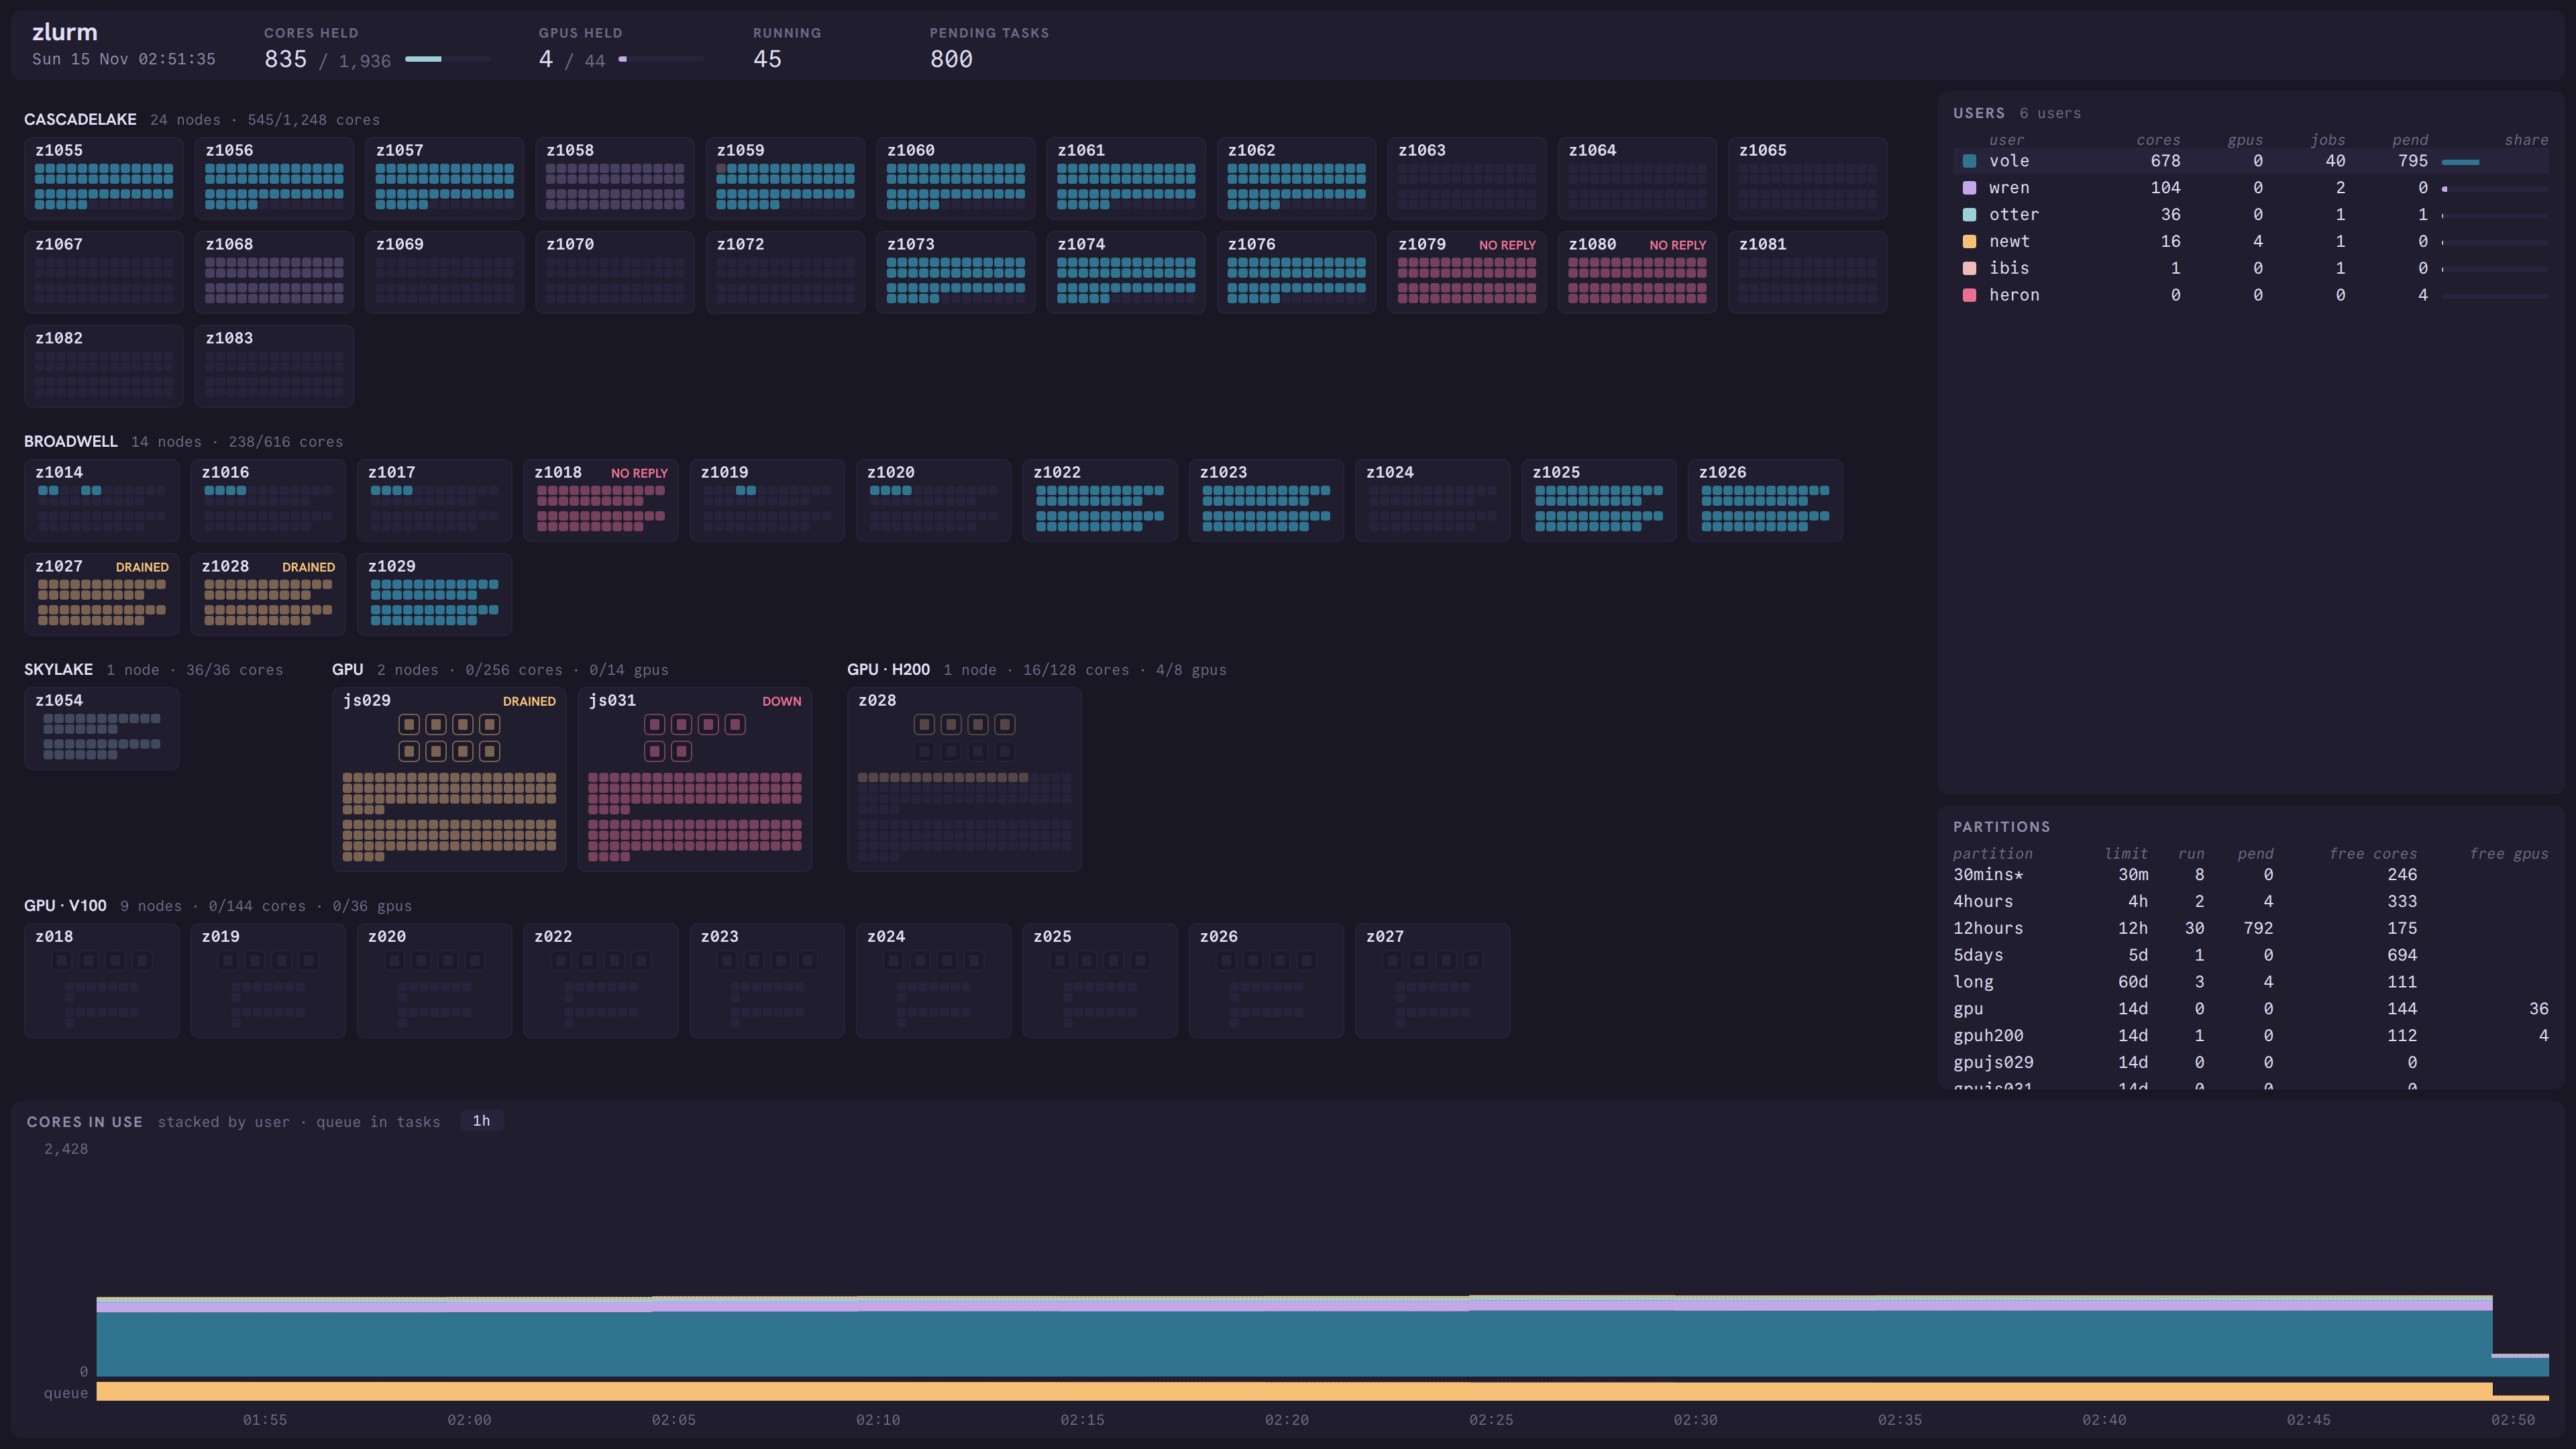 zlurm
Sun 15 Nov 02:51:35
CORES HELD
835 / 1,936
GPUS HELD
4 / 44
RUNNING
45
PENDING TASKS
800
CASCADELAKE 24 nodes · 545/1,248 cores
z1055 z1056 z1057 z1058 z1059 z1060 z1061 z1062 z1063 z1064 z1065
z1067 z1068 z1069 z1070 z1072 z1073 z1074 z1076 z1079 NO REPLY z1080 NO REPLY z1081
z1082 z1083
BROADWELL 14 nodes · 238/616 cores
z1014 z1016 z1017 z1018 NO REPLY z1019 z1020 z1022 z1023 z1024 z1025 z1026
z1027 DRAINED z1028 DRAINED z1029
SKYLAKE 1 node · 36/36 cores
z1054
GPU 2 nodes · 0/256 cores · 0/14 gpus
js029 DRAINED js031 DOWN
GPU · H200 1 node · 16/128 cores · 4/8 gpus
z028
GPU · V100 9 nodes · 0/144 cores · 0/36 gpus
z018 z019 z020 z022 z023 z024 z025 z026 z027
USERS 6 users
user cores gpus jobs pend share
vole 678 0 40 795
wren 104 0 2 0
otter 36 0 1 1
newt 16 4 1 0
ibis 1 0 1 0
heron 0 0 0 4
PARTITIONS
partition limit run pend free cores free gpus
30mins* 30m 8 0 246
4hours 4h 2 4 333
12hours 12h 30 792 175
5days 5d 1 0 694
long 60d 3 4 111
gpu 14d 0 0 144 36
gpuh200 14d 1 0 112 4
gpujs029 14d 0 0 0
gpujs031 14d 0 0 0
CORES IN USE stacked by user · queue in tasks 1h
2,428
0
queue
01:55 02:00 02:05 02:10 02:15 02:20 02:25 02:30 02:35 02:40 02:45 02:50